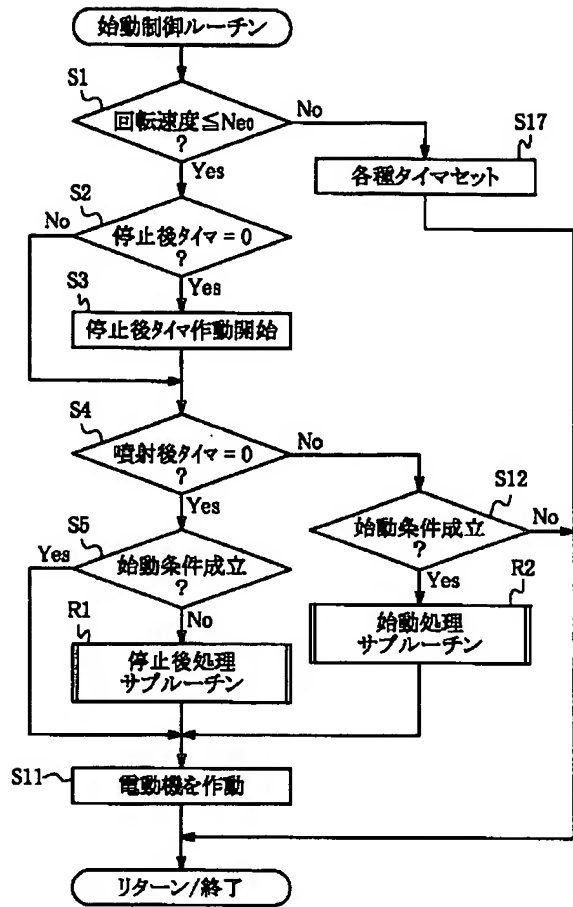 始動制御ルーチン
S1
回転速度≦Ne0
?
No
Yes
S17
各種タイマセット
S2
No
停止後タイマ = 0
?
Yes
S3
停止後タイマ作動開始
S4
噴射後タイマ = 0
?
No
Yes
S12
始動条件成立
?
No
Yes
S5
Yes
始動条件成立
?
No
R1
停止後処理
サブルーチン
R2
始動処理
サブルーチン
S11
電動機を作動
リターン/終了